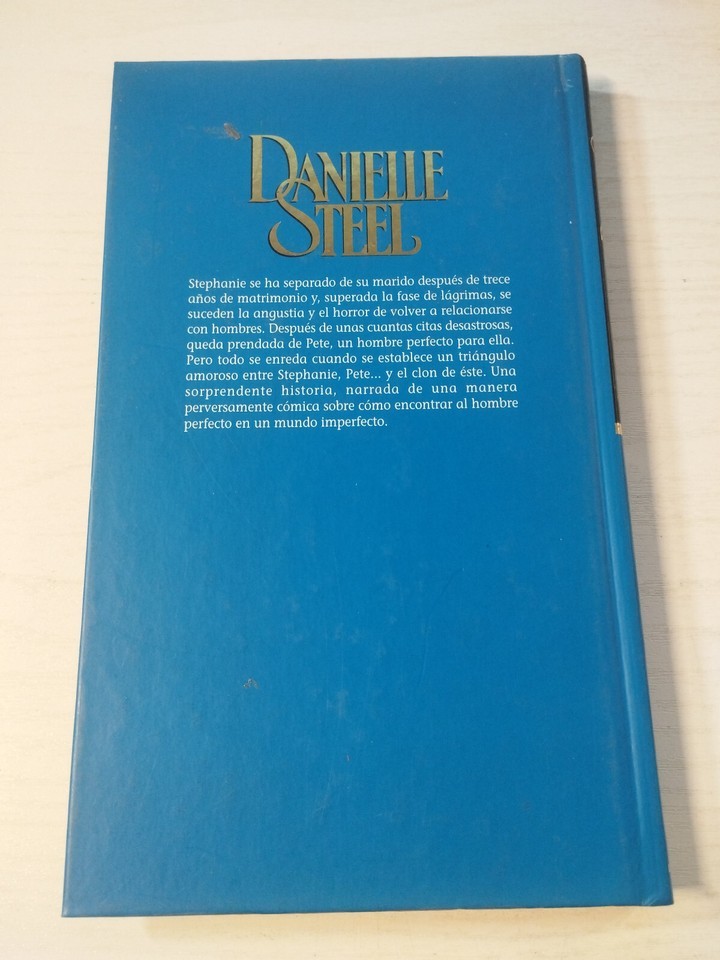 DANIELLE
STEEL
Stephanie se ha separado de su marido después de trece
años de matrimonio y, superada la fase de lágrimas, se
suceden la angustia y el horror de volver a relacionarse
con hombres. Después de unas cuantas citas desastrosas,
queda prendada de Pete, un hombre perfecto para ella.
Pero todo se enreda cuando se establece un triángulo
amoroso entre Stephanie, Pete... y el clon de éste. Una
sorprendente historia, narrada de una manera
perversamente cómica sobre cómo encontrar al hombre
perfecto en un mundo imperfecto.